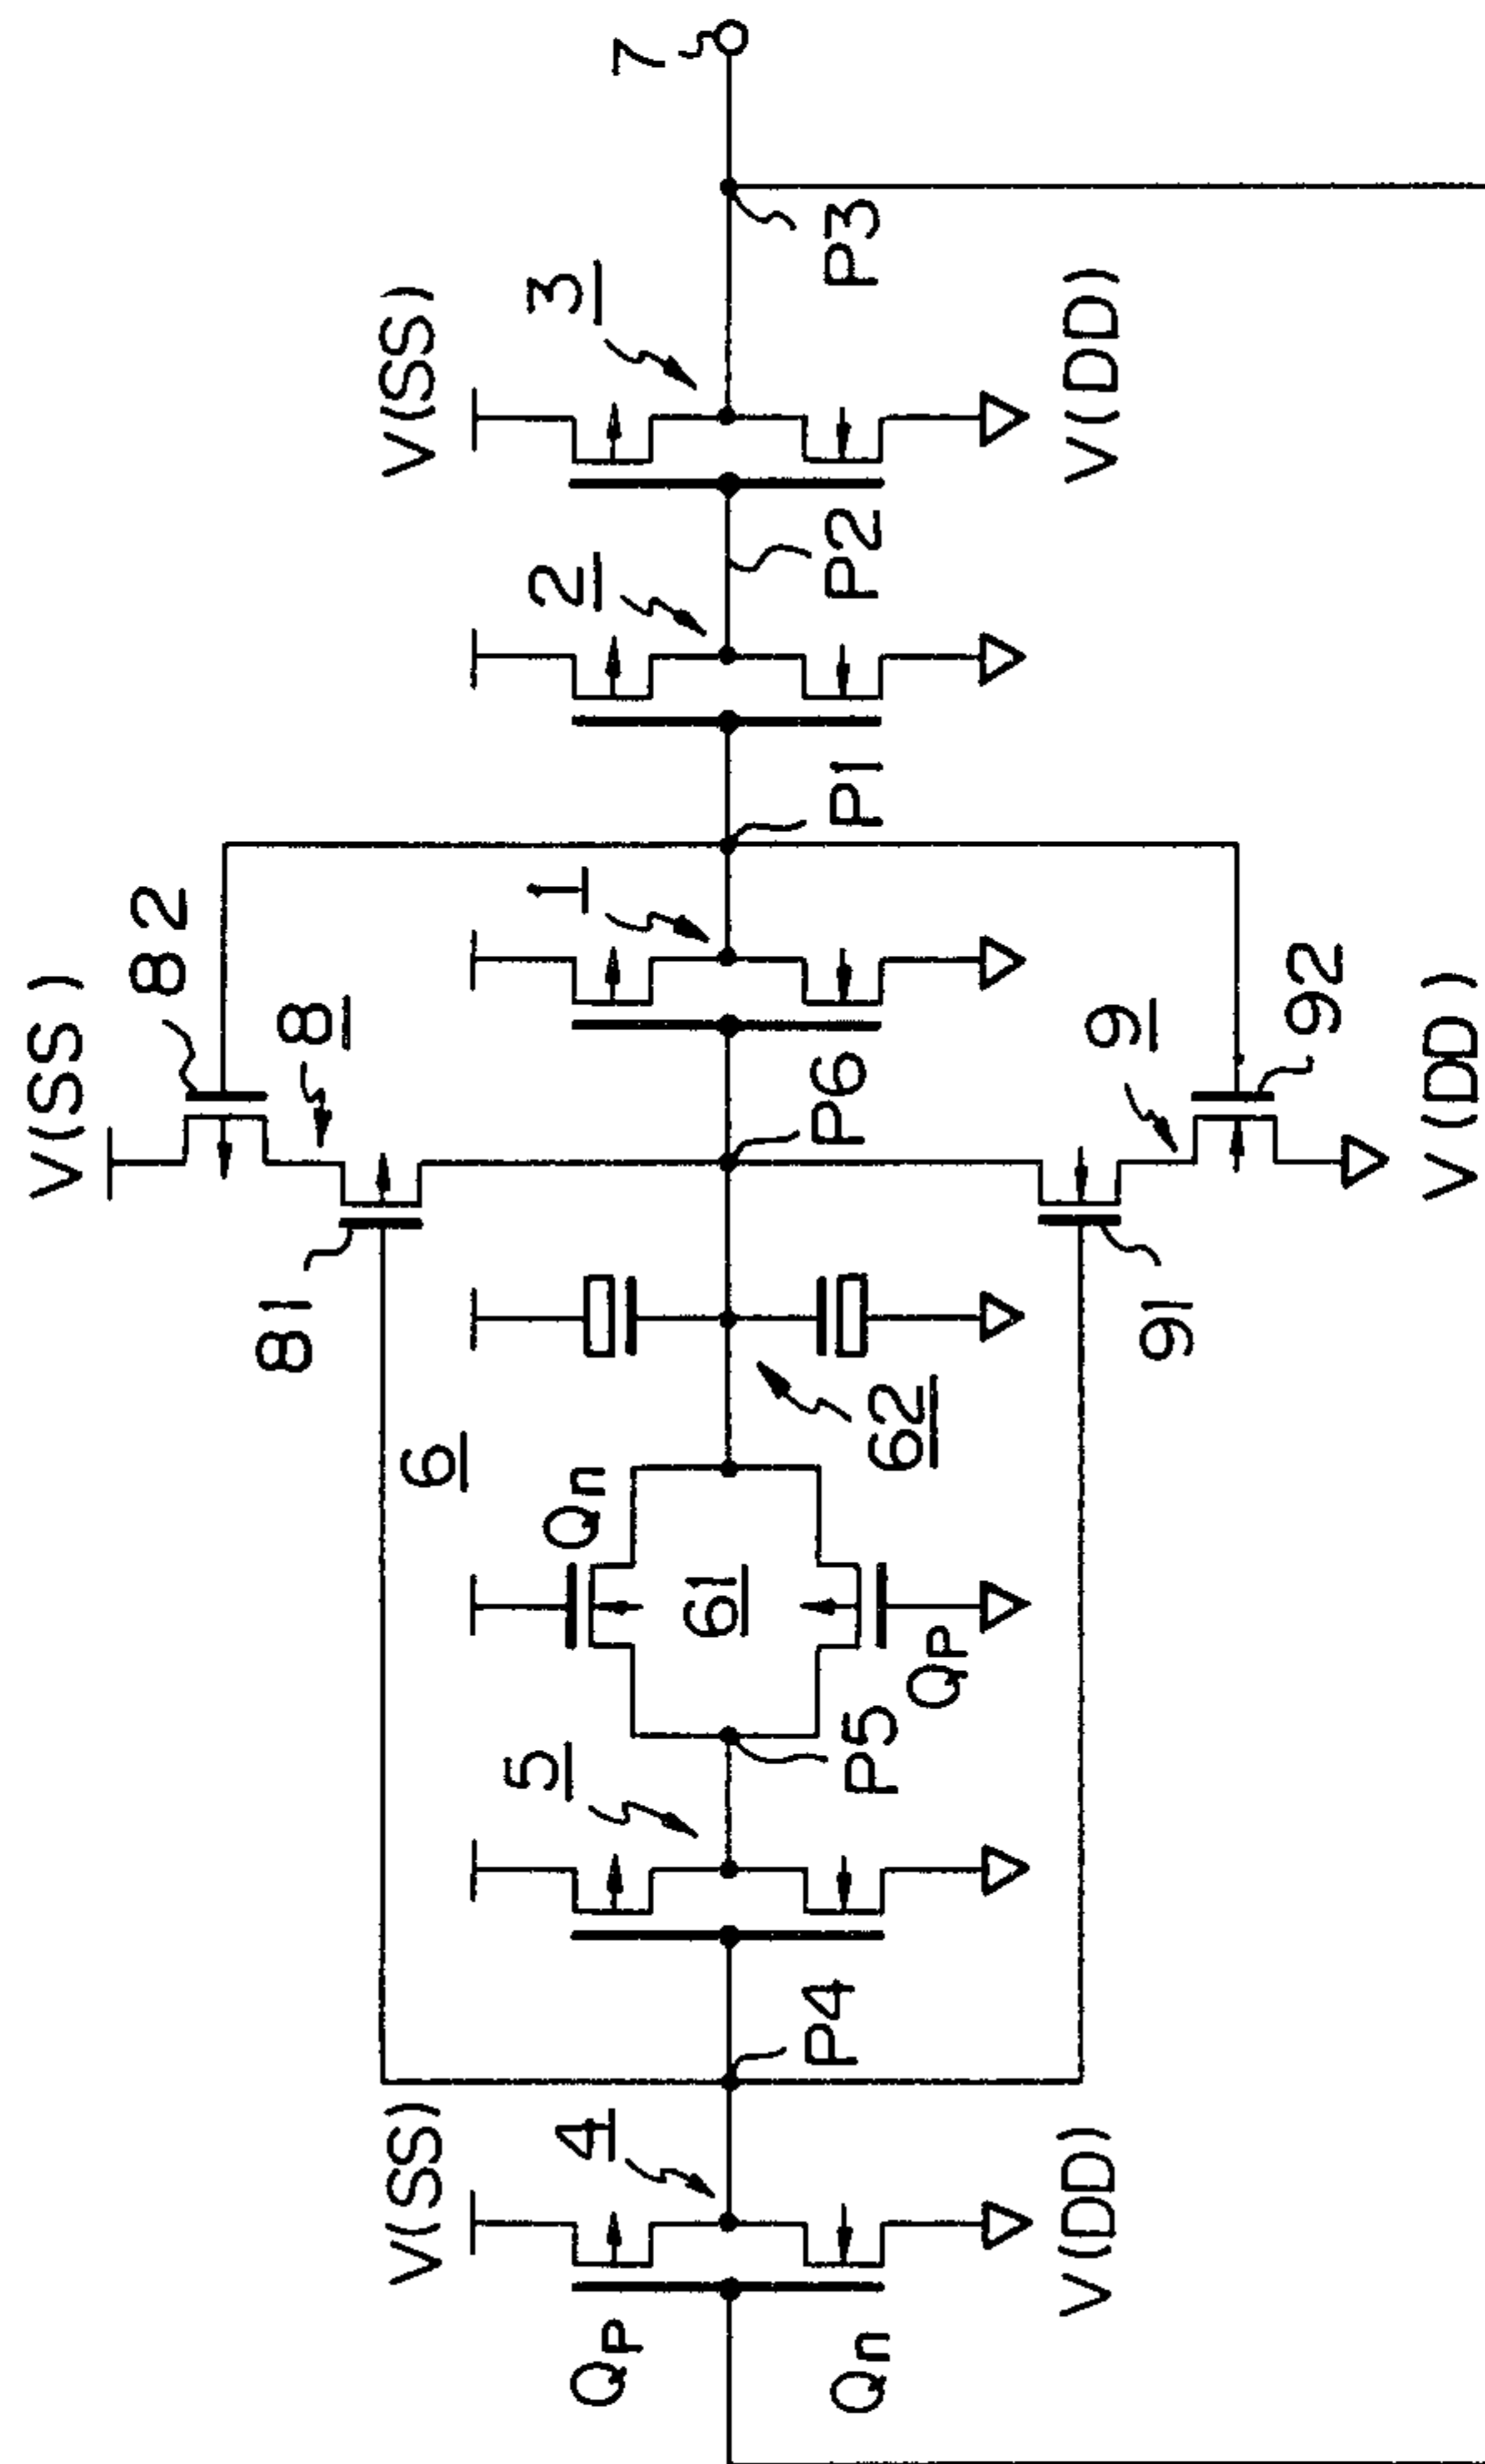 V(SS)
82
8
81
V(SS)
6
V(SS)
Qp
4
5
Qn
1
2
3
7
61
Qn
P4
P5
Qp
62
P6
P1
P2
P3
V(DD)
9
V(DD)
91
92
V(DD)